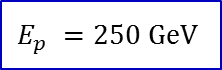 E_p = 250 GeV